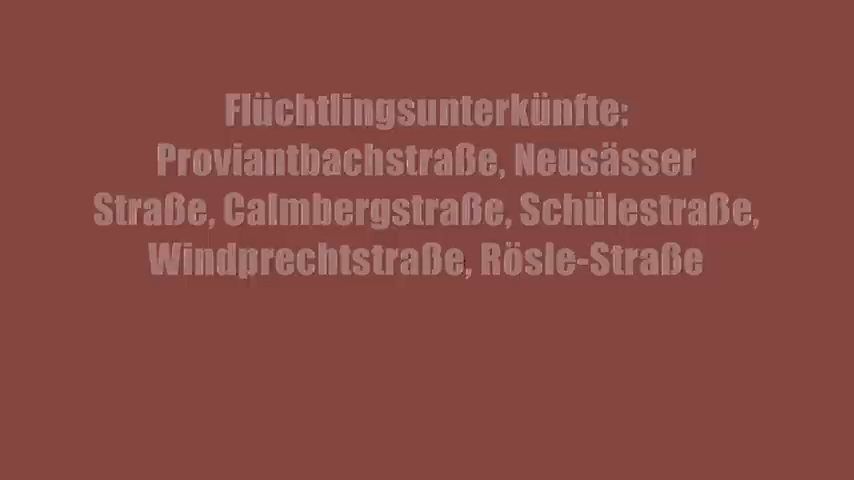 Flüchtlingsunterkünfte:
Proviantbachstraße, Neusässer
Straße, Calmbergstraße, Schülestraße,
Windprechtstraße, Rösle-Straße